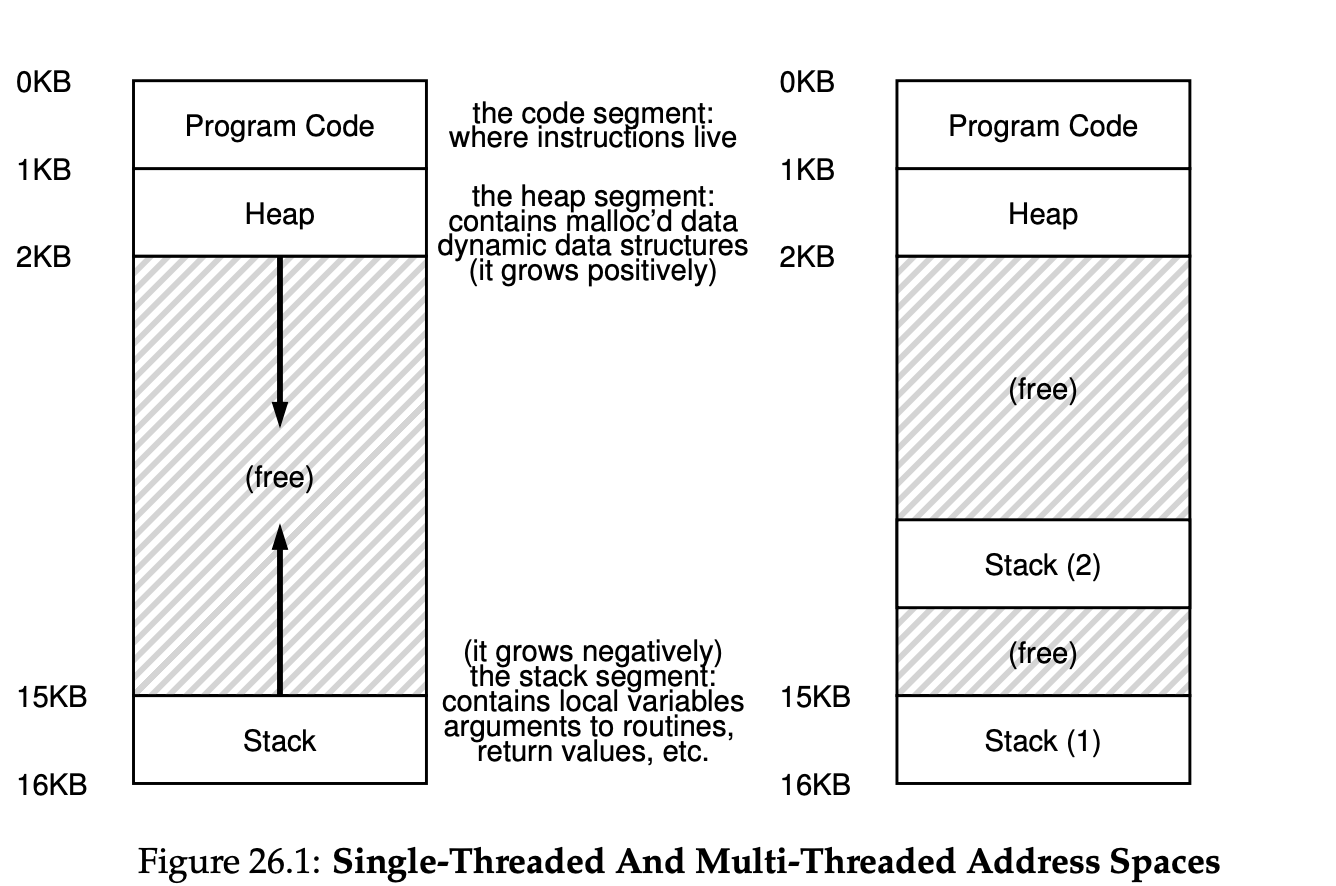 0KB
Program Code
1KB
Heap
2KB
(free)
15KB
Stack
16KB
the code segment:
where instructions live
the heap segment:
contains malloc’d data
dynamic data structures
(it grows positively)
(it grows negatively)
the stack segment:
contains local variables
arguments to routines,
return values, etc.
0KB
Program Code
1KB
Heap
2KB
(free)
Stack (2)
(free)
15KB
Stack (1)
16KB
Figure 26.1: Single-Threaded And Multi-Threaded Address Spaces